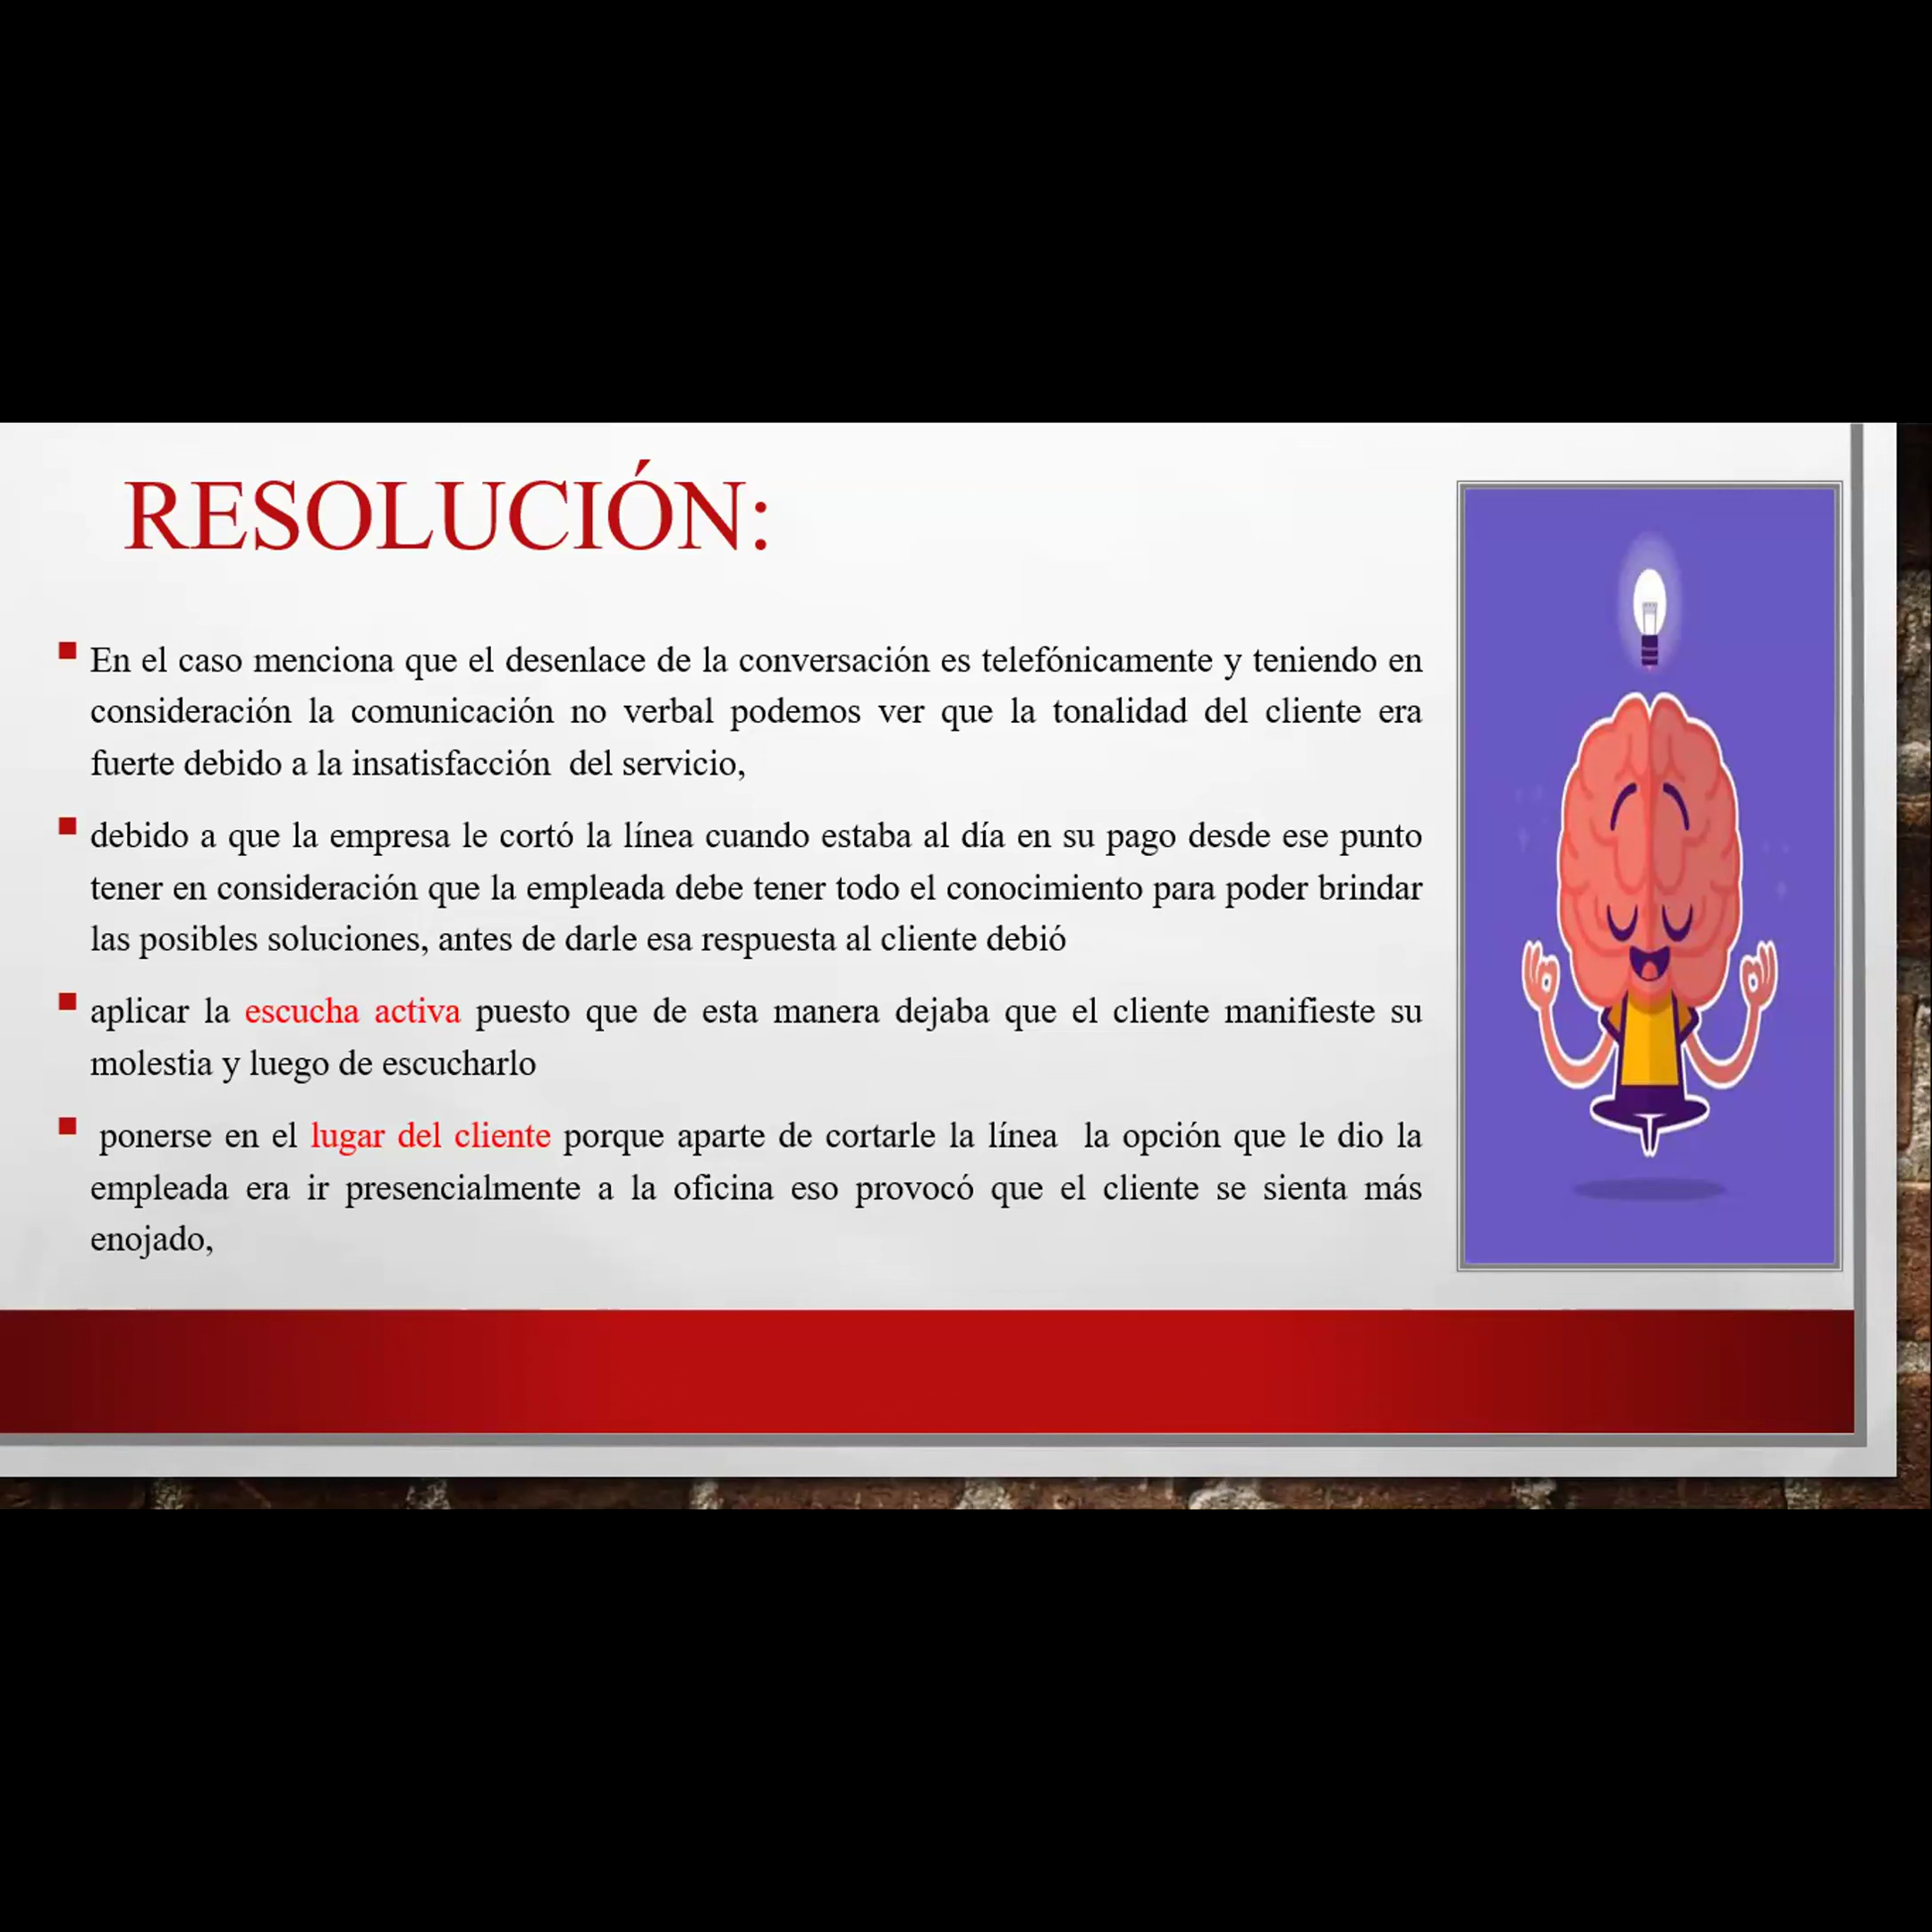 RESOLUCIÓN:
En el caso menciona que el desenlace de la conversación es telefónicamente y teniendo en
consideración la comunicación no verbal podemos ver que la tonalidad del cliente era
fuerte debido a la insatisfacción del servicio,
debido a que la empresa le cortó la línea cuando estaba al día en su pago desde ese punto
tener en consideración que la empleada debe tener todo el conocimiento para poder brindar
las posibles soluciones, antes de darle esa respuesta al cliente debió
aplicar la escucha activa puesto que de esta manera dejaba que el cliente manifieste su
molestia y luego de escucharlo
ponerse en el lugar del cliente porque aparte de cortarle la línea la opción que le dio la
empleada era ir presencialmente a la oficina eso provocó que el cliente se sienta más
enojado,